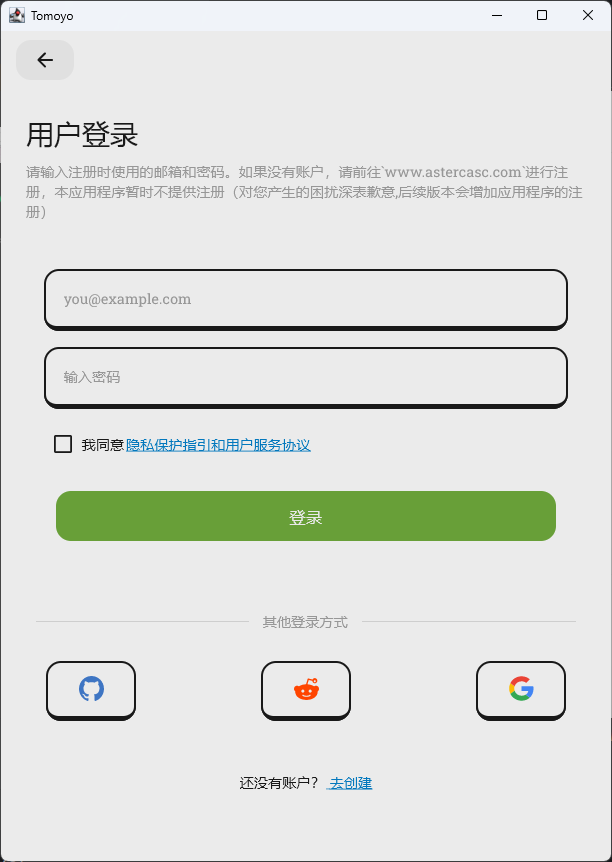 Tomoyo
用户登录
请输入注册时使用的邮箱和密码。如果没有账户，请前往`www.astercasc.com`进行注
册，本应用程序暂时不提供注册（对您产生的困扰深表歉意,后续版本会增加应用程序的注
册）
you@example.com
输入密码
我同意隐私保护指引和用户服务协议
登录
其他登录方式
还没有账户？ 去创建